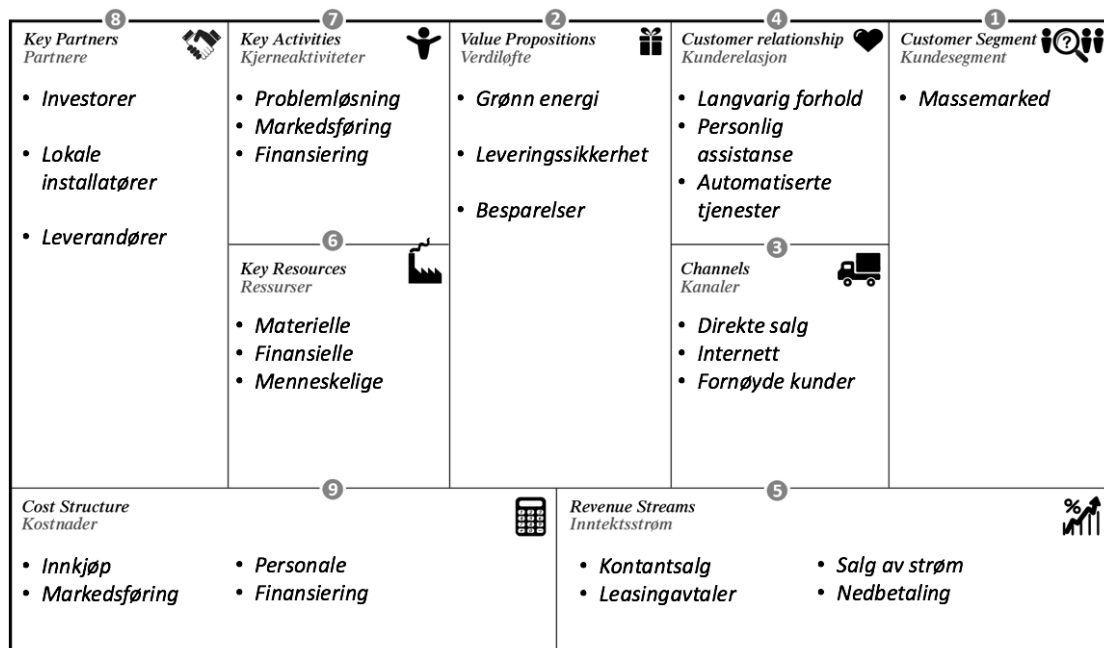 8
Key Partners
Partnere
• Investorer
• Lokale
installatører
• Leverandører
7
Key Activities
Kjerneaktiviteter
• Problemløsning
• Markedsføring
• Finansiering
6
Key Resources
Ressurser
• Materielle
• Finansielle
• Menneskelige
2
Value Propositions
Verdiløfte
• Grønn energi
• Leveringssikkerhet
• Besparelser
4
Customer relationship
Kunderelasjon
• Langvarig forhold
• Personlig
assistanse
• Automatiserte
tjenester
3
Channels
Kanaler
• Direkte salg
• Internett
• Fornøyde kunder
1
Customer Segment
Kundesegment
?
• Massemarked
9
Cost Structure
Kostnader
• Innkjøp
• Markedsføring
• Personale
• Finansiering
5
Revenue Streams
Inntektsstrøm
%
• Kontantsalg
• Leasingavtaler
• Salg av strøm
• Nedbetaling